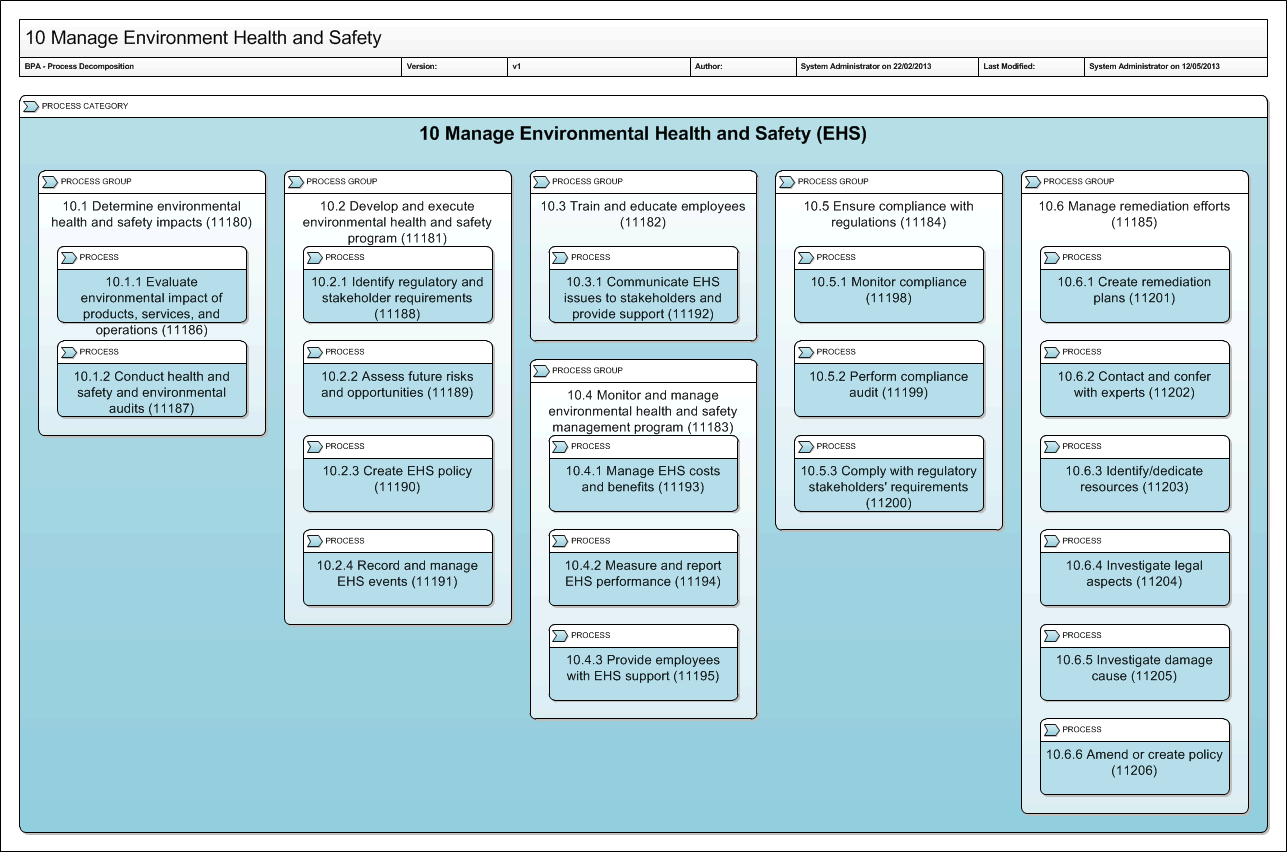 10 Manage Environment Health and Safety
BPA - Process Decomposition
Version:
v1
Author:
System Administrator on 22/02/2013
Last Modified:
System Administrator on 12/05/2013
PROCESS CATEGORY
10 Manage Environmental Health and Safety (EHS)
PROCESS GROUP
10.1 Determine environmental
health and safety impacts (11180)
PROCESS
10.1.1 Evaluate
environmental impact of
products, services, and
operations (11186)
PROCESS
10.1.2 Conduct health and
safety and environmental
audits (11187)
PROCESS GROUP
10.2 Develop and execute
environmental health and safety
program (11181)
PROCESS
10.2.1 Identify regulatory and
stakeholder requirements
(11188)
PROCESS
10.2.2 Assess future risks
and opportunities (11189)
PROCESS
10.2.3 Create EHS policy
(11190)
PROCESS
10.2.4 Record and manage
EHS events (11191)
PROCESS GROUP
10.3 Train and educate employees
(11182)
PROCESS
10.3.1 Communicate EHS
issues to stakeholders and
provide support (11192)
PROCESS GROUP
10.4 Monitor and manage
environmental health and safety
management program (11183)
PROCESS
10.4.1 Manage EHS costs
and benefits (11193)
PROCESS
10.4.2 Measure and report
EHS performance (11194)
PROCESS
10.4.3 Provide employees
with EHS support (11195)
PROCESS GROUP
10.5 Ensure compliance with
regulations (11184)
PROCESS
10.5.1 Monitor compliance
(11198)
PROCESS
10.5.2 Perform compliance
audit (11199)
PROCESS
10.5.3 Comply with regulatory
stakeholders' requirements
(11200)
PROCESS GROUP
10.6 Manage remediation efforts
(11185)
PROCESS
10.6.1 Create remediation
plans (11201)
PROCESS
10.6.2 Contact and confer
with experts (11202)
PROCESS
10.6.3 Identify/dedicate
resources (11203)
PROCESS
10.6.4 Investigate legal
aspects (11204)
PROCESS
10.6.5 Investigate damage
cause (11205)
PROCESS
10.6.6 Amend or create policy
(11206)